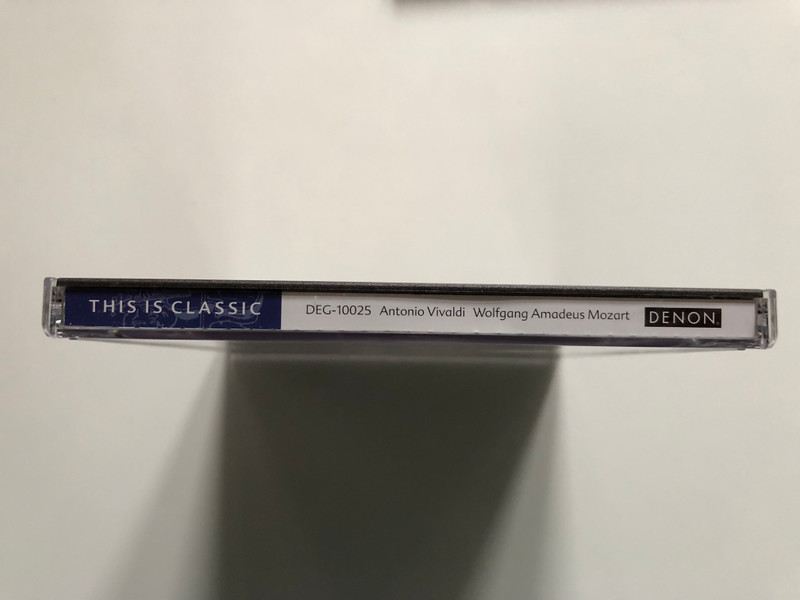 THIS IS CLASSIC DEG-10025 Antonio Vivaldi Wolfgang Amadeus Mozart DENON